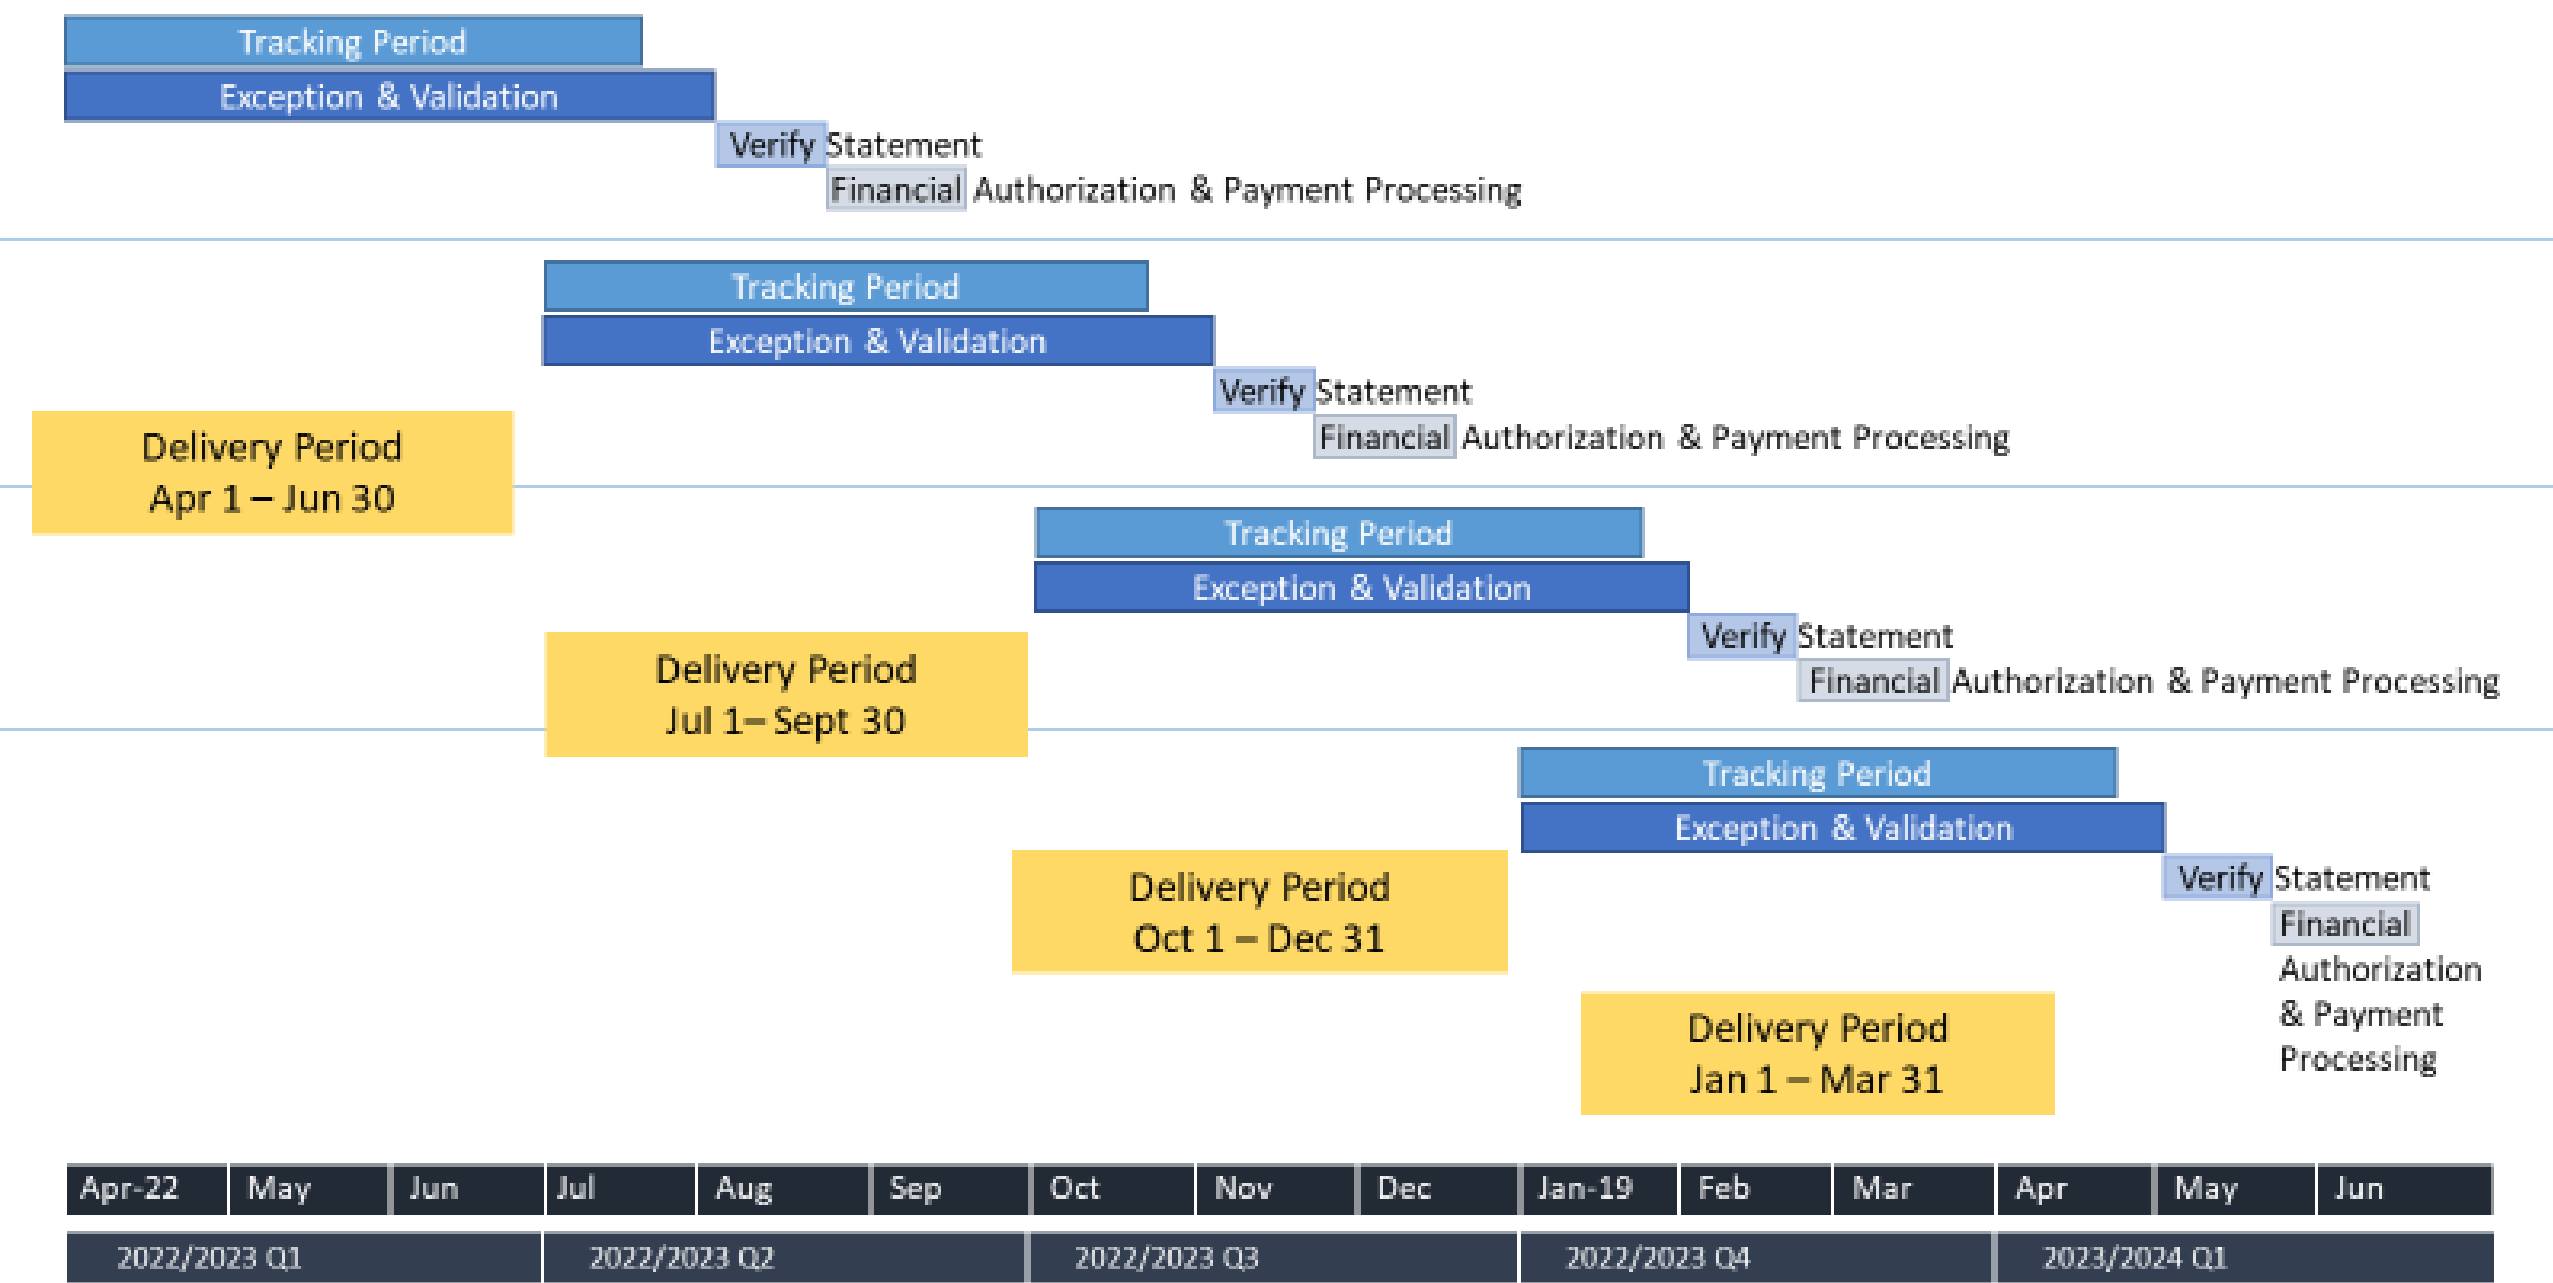 Tracking Period
Exception & Validation
Verify Statement
Financial Authorization & Payment Processing
Tracking Period
Exception & Validation
Verify Statement
Financial Authorization & Payment Processing
Delivery Period
Apr 1 – Jun 30
Tracking Period
Exception & Validation
Verify Statement
Financial Authorization & Payment Processing
Delivery Period
Jul 1– Sept 30
Tracking Period
Exception & Validation
Verify Statement
Financial
Authorization
& Payment
Processing
Delivery Period
Oct 1 – Dec 31
Delivery Period
Jan 1 – Mar 31
Apr-22 May Jun Jul Aug Sep Oct Nov Dec Jan-19 Feb Mar Apr May Jun
2022/2023 Q1 2022/2023 Q2 2022/2023 Q3 2022/2023 Q4 2023/2024 Q1